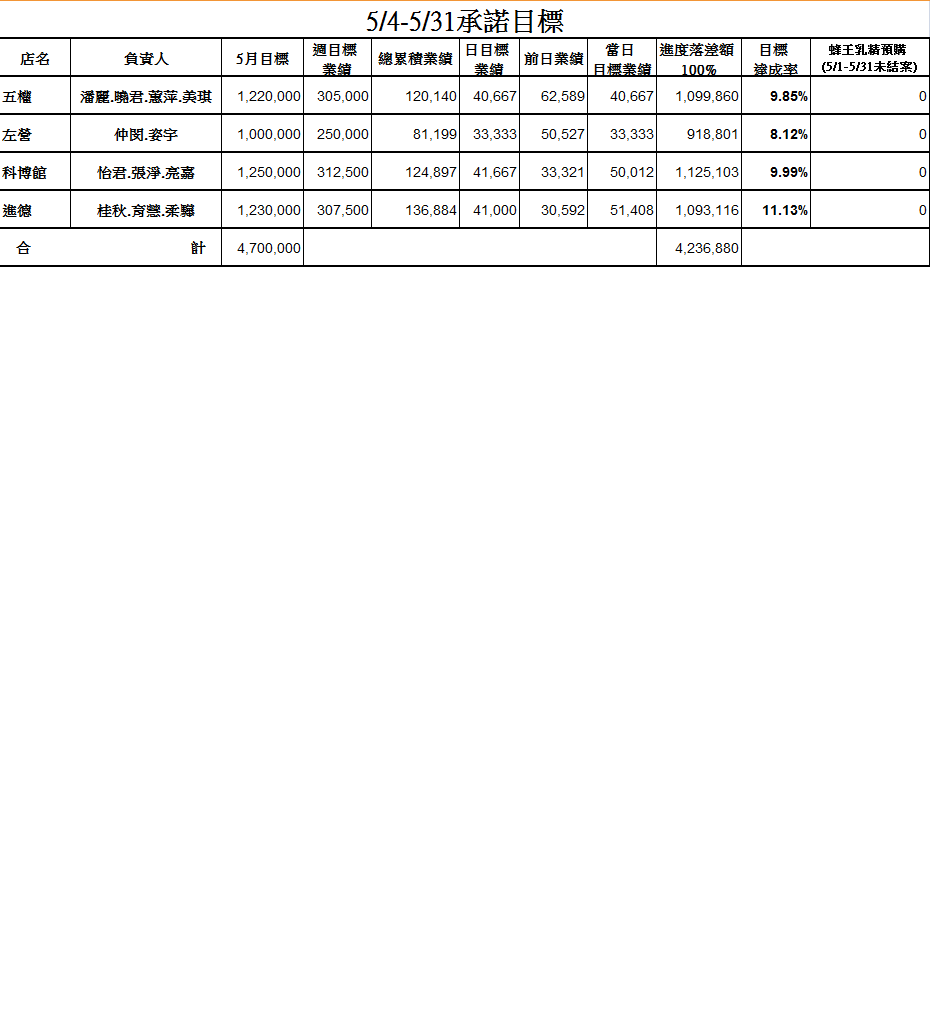 5/4-5/31承諾目標
店名 負責人 5月目標 週目標業績 總累積業績 日目標業績 前日業績 當日目標業績 進度落差額100% 目標達成率 蜂王乳精預購(5/1-5/31未結案)
五權 潘麗.曉君.蕙萍.美琪 1,220,000 305,000 120,140 40,667 62,589 40,667 1,099,860 9.85% 0
左營 仲閔.姿宇 1,000,000 250,000 81,199 33,333 50,527 33,333 918,801 8.12% 0
科博館 怡君.張淨.亮嘉 1,250,000 312,500 124,897 41,667 33,321 50,012 1,125,103 9.99% 0
進德 桂秋.育慧.柔驊 1,230,000 307,500 136,884 41,000 30,592 51,408 1,093,116 11.13% 0
合 計 4,700,000 4,236,880